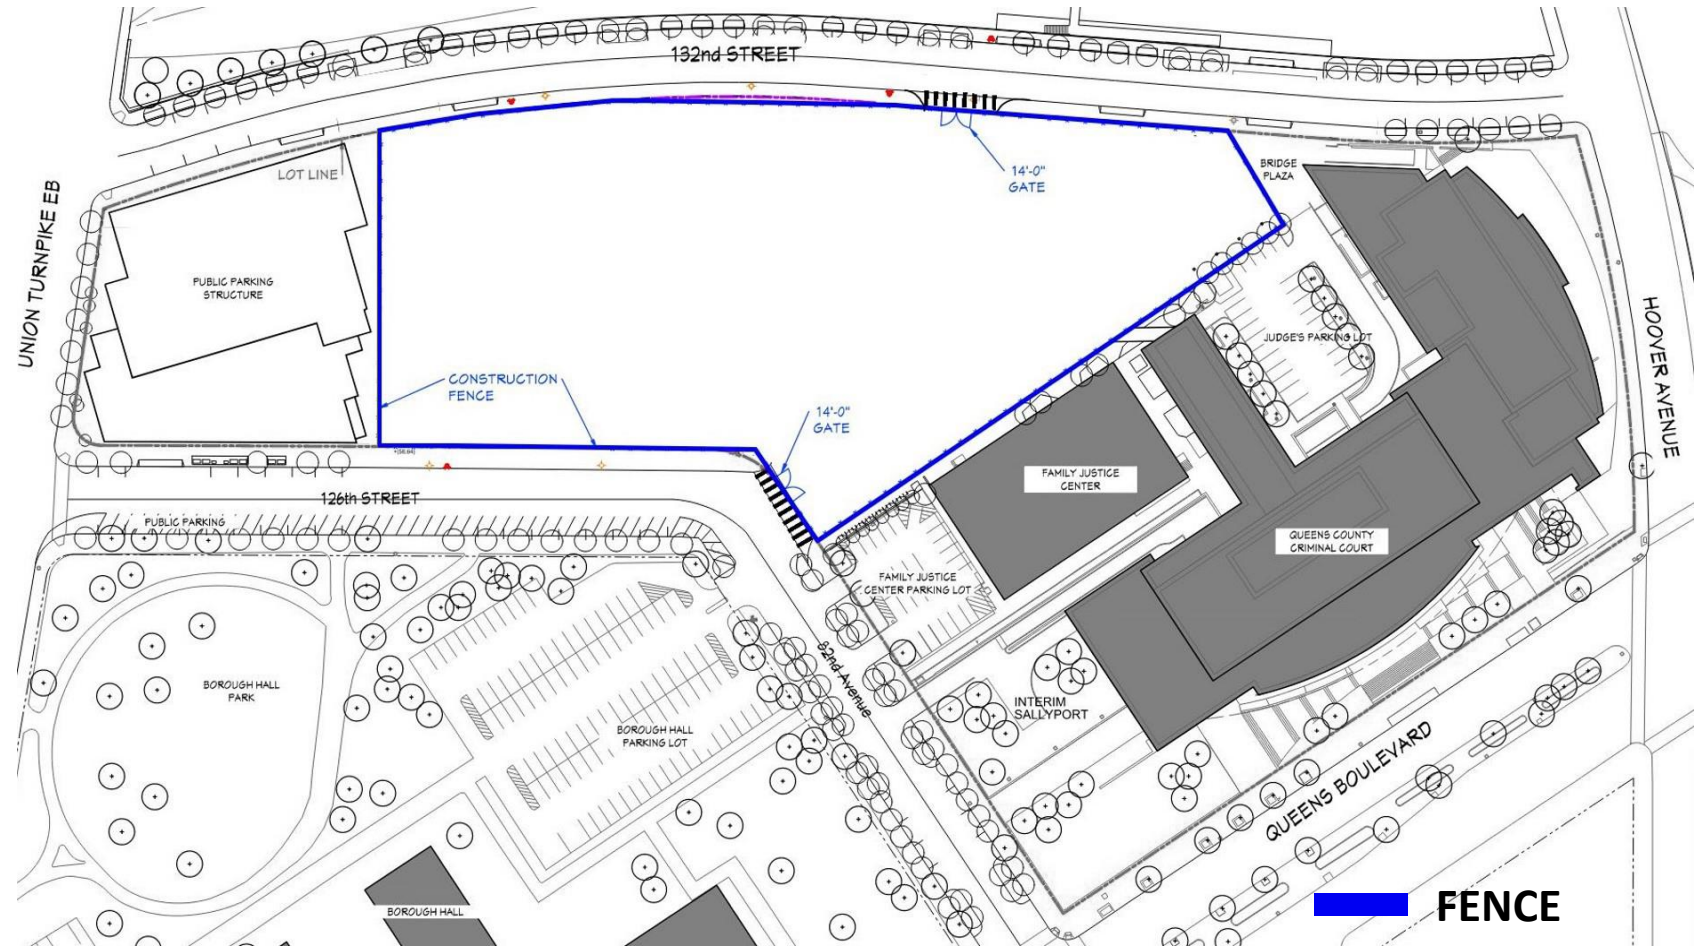 132nd STREET
LOT LINE
14'-0"
GATE
BRIDGE
PLAZA
UNION TURNPIKE EB
PUBLIC PARKING
STRUCTURE
HOOVER AVENUE
JUDGE'S PARKING LOT
CONSTRUCTION
FENCE
14'-0"
GATE
FAMILY JUSTICE
CENTER
126th STREET
PUBLIC PARKING
QUEENS COUNTY
CRIMINAL COURT
FAMILY JUSTICE
CENTER PARKING LOT
82nd Avenue
BOROUGH HALL
PARK
INTERIM
SALLYPORT
BOROUGH HALL
PARKING LOT
QUEENS BOULEVARD
BOROUGH HALL
FENCE